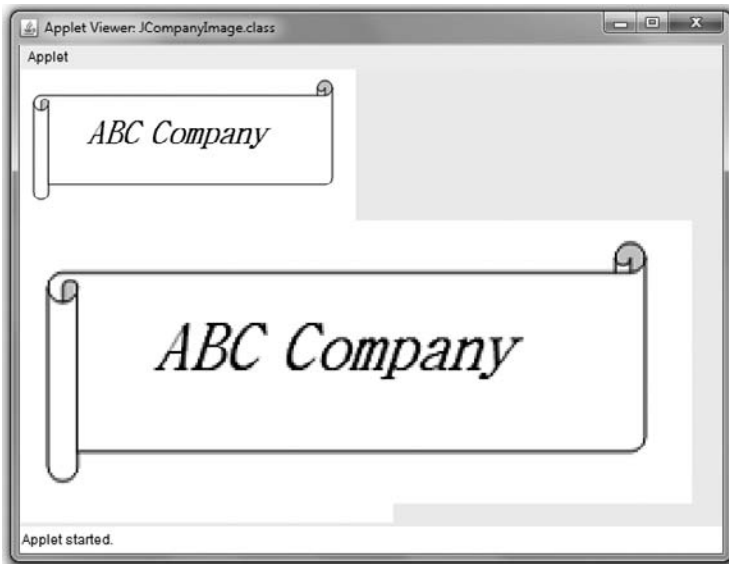 Applet Viewer: JCompanyImage.class
Applet
ABC Company
ABC Company
Applet started.